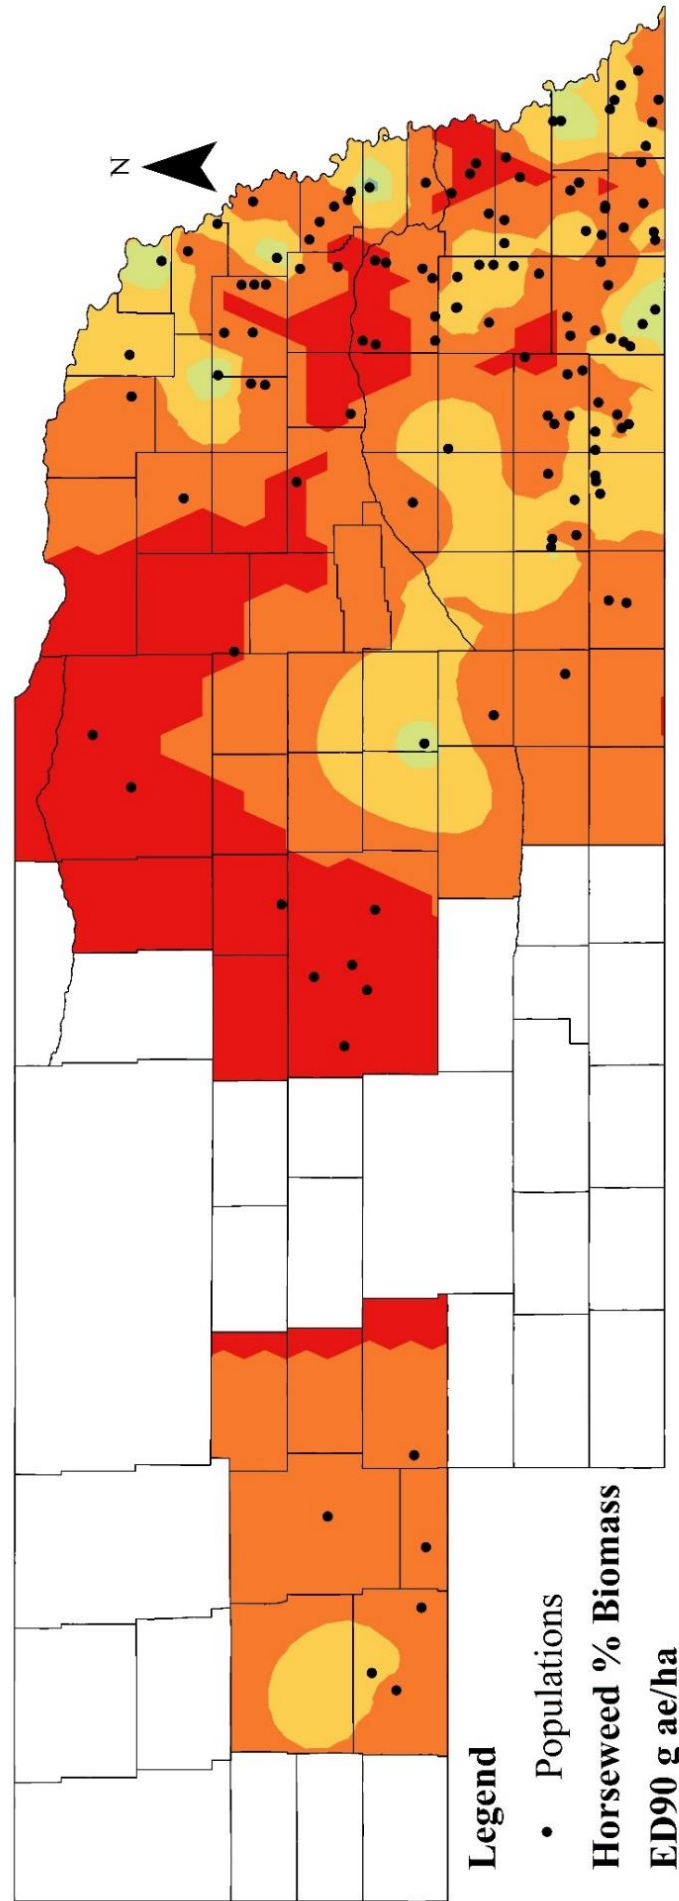 N
Legend
Populations
Horseweed % Biomass
ED90 g ae/ha